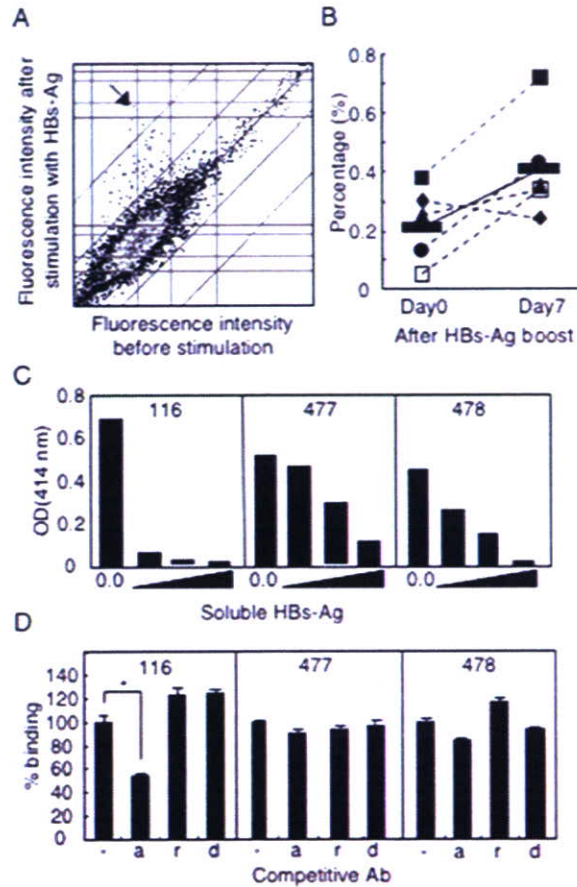 A
Fluorescence intensity after
stimulation with HBs-Ag
Fluorescence intensity
before stimulation
B
Percentage (%)
0.8
0.6
0.4
0.2
0
Day0 Day7
After HBs-Ag boost
C
OD(414 nm)
0.8
0.6
0.4
0.2
0
116 477 478
0.0 0.0 0.0
Soluble HBs-Ag
D
% binding
140
120
100
80
60
40
20
0
116 477 478
*
- a r d - a r d - a r d
Competitive Ab